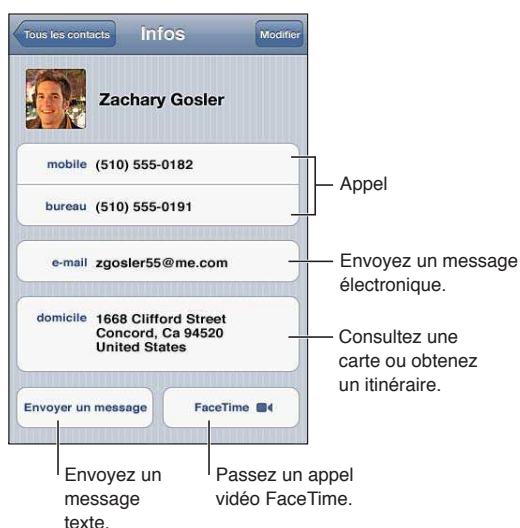 Tous les contacts Infos Modifier
Zachary Gosler
mobile (510) 555-0182
bureau (510) 555-0191
Appel
e-mail zgosler55@me.com
Envoyez un message
électronique.
domicile 1668 Clifford Street
Concord, Ca 94520
United States
Consultez une
carte ou obtenez
un itinéraire.
Envoyer un message FaceTime
Envoyez un
message
texte.
Passez un appel
vidéo FaceTime.